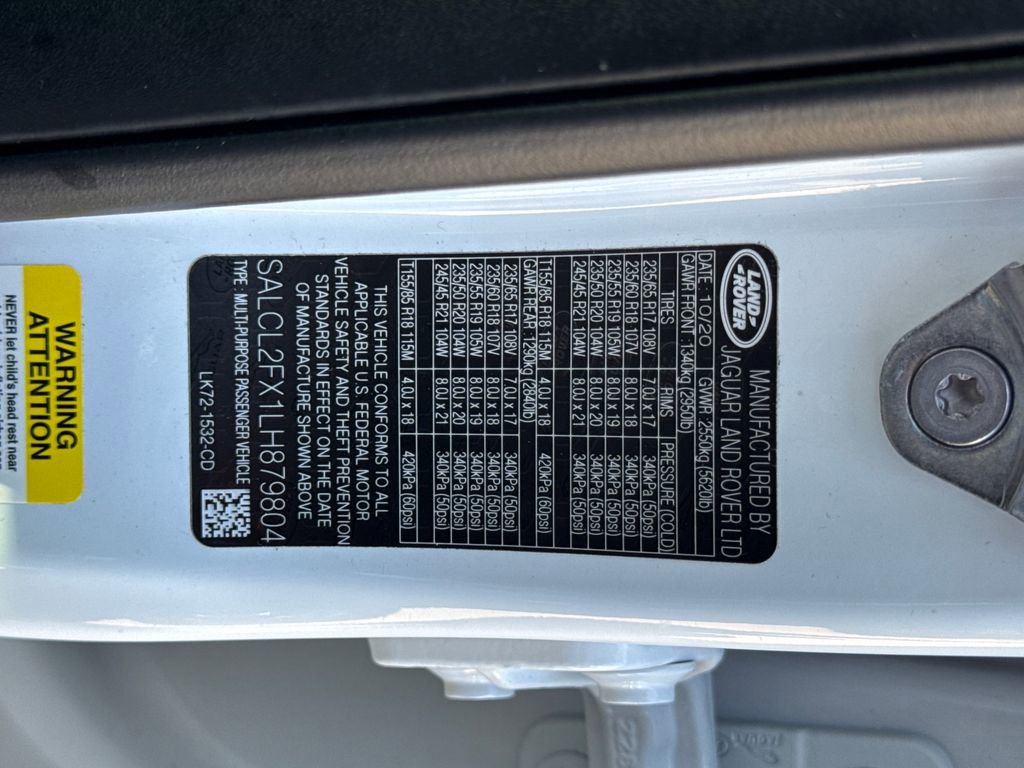 LAND-
-ROVER
MANUFACTURED BY
JAGUAR LAND ROVER LTD
DATE 10/20 GVWR 2550kg (5620lb)
GAWR FRONT 1340kg (2950lb)
TIRES RIMS PRESSURE (COLD)
235/65 R17 108V 7.0J x 17 340kPa (50psi)
235/60 R18 107V 8.0J x 18 340kPa (50psi)
235/55 R19 105W 8.0J x 19 340kPa (50psi)
235/50 R20 104W 8.0J x 20 340kPa (50psi)
245/45 R21 104W 8.0J x 21 340kPa (50psi)
T155/85 R18 115M 4.0J x 18 420kPa (60psi)
GAWR REAR 1290kg (2840lb)
235/65 R17 108V 7.0J x 17 340kPa (50psi)
235/60 R18 107V 8.0J x 18 340kPa (50psi)
235/55 R19 105W 8.0J x 19 340kPa (50psi)
235/50 R20 104W 8.0J x 20 340kPa (50psi)
245/45 R21 104W 8.0J x 21 340kPa (50psi)
T155/85 R18 115M 4.0J x 18 420kPa (60psi)
THIS VEHICLE CONFORMS TO ALL
APPLICABLE U.S. FEDERAL MOTOR
VEHICLE SAFETY AND THEFT PREVENTION
STANDARDS IN EFFECT ON THE DATE
OF MANUFACTURE SHOWN ABOVE
SALCL2FX1LH879804
TYPE : MULTI-PURPOSE PASSENGER VEHICLE
LK72-1532-CD
WARNING
ATTENTION
NEVER let child's head rest near
JAGUAR